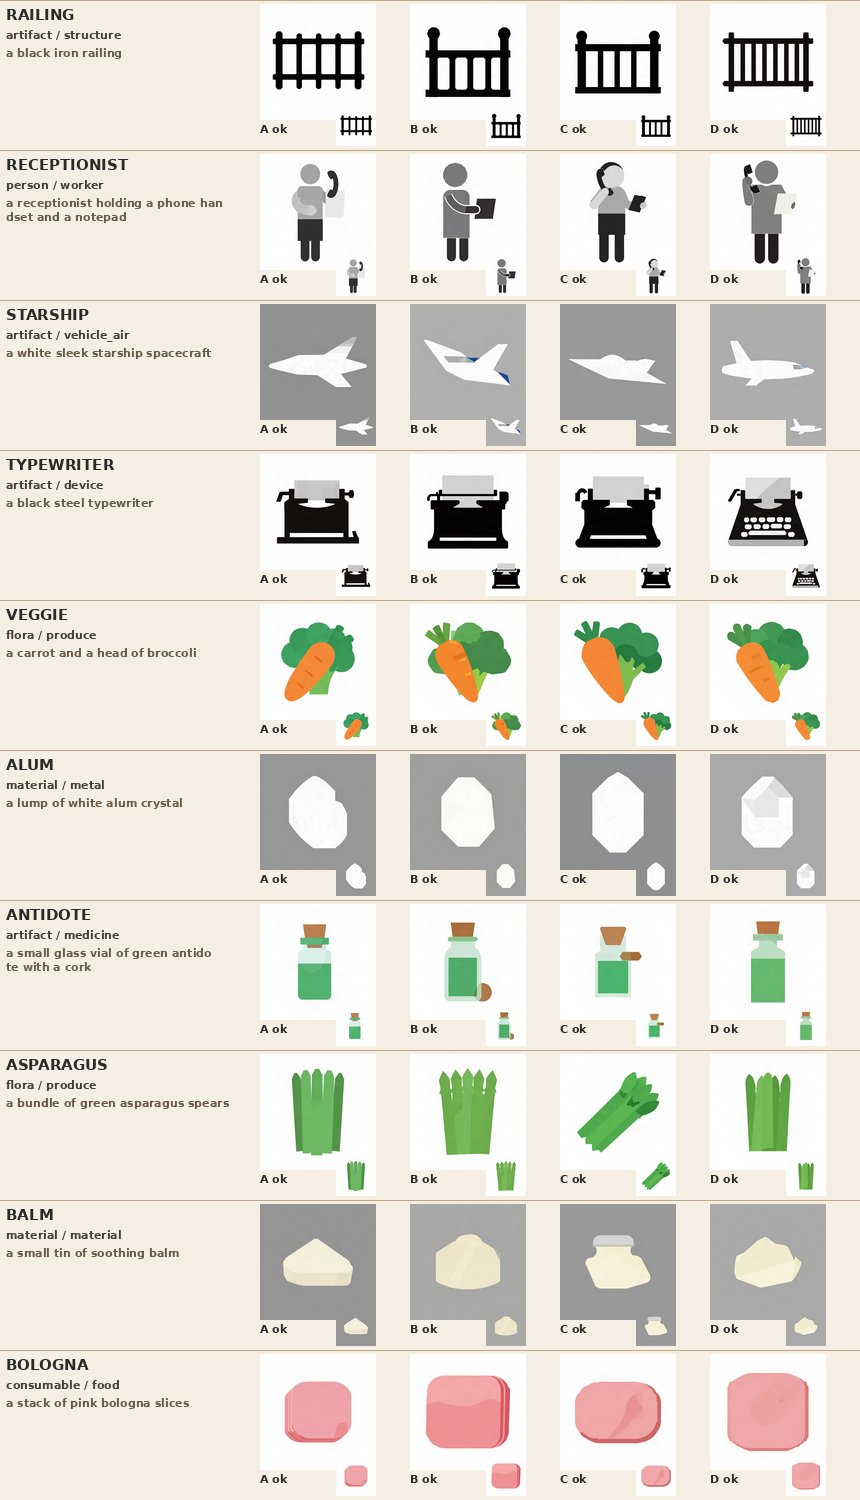 RAILING
artifact / structure
a black iron railing
A ok
B ok
C ok
D ok
RECEPTIONIST
person / worker
a receptionist holding a phone han
dset and a notepad
A ok
B ok
C ok
D ok
STARSHIP
artifact / vehicle_air
a white sleek starship spacecraft
A ok
B ok
C ok
D ok
TYPEWRITER
artifact / device
a black steel typewriter
A ok
B ok
C ok
D ok
VEGGIE
flora / produce
a carrot and a head of broccoli
A ok
B ok
C ok
D ok
ALUM
material / metal
a lump of white alum crystal
A ok
B ok
C ok
D ok
ANTIDOTE
artifact / medicine
a small glass vial of green antido
te with a cork
A ok
B ok
C ok
D ok
ASPARAGUS
flora / produce
a bundle of green asparagus spears
A ok
B ok
C ok
D ok
BALM
material / material
a small tin of soothing balm
A ok
B ok
C ok
D ok
BOLOGNA
consumable / food
a stack of pink bologna slices
A ok
B ok
C ok
D ok